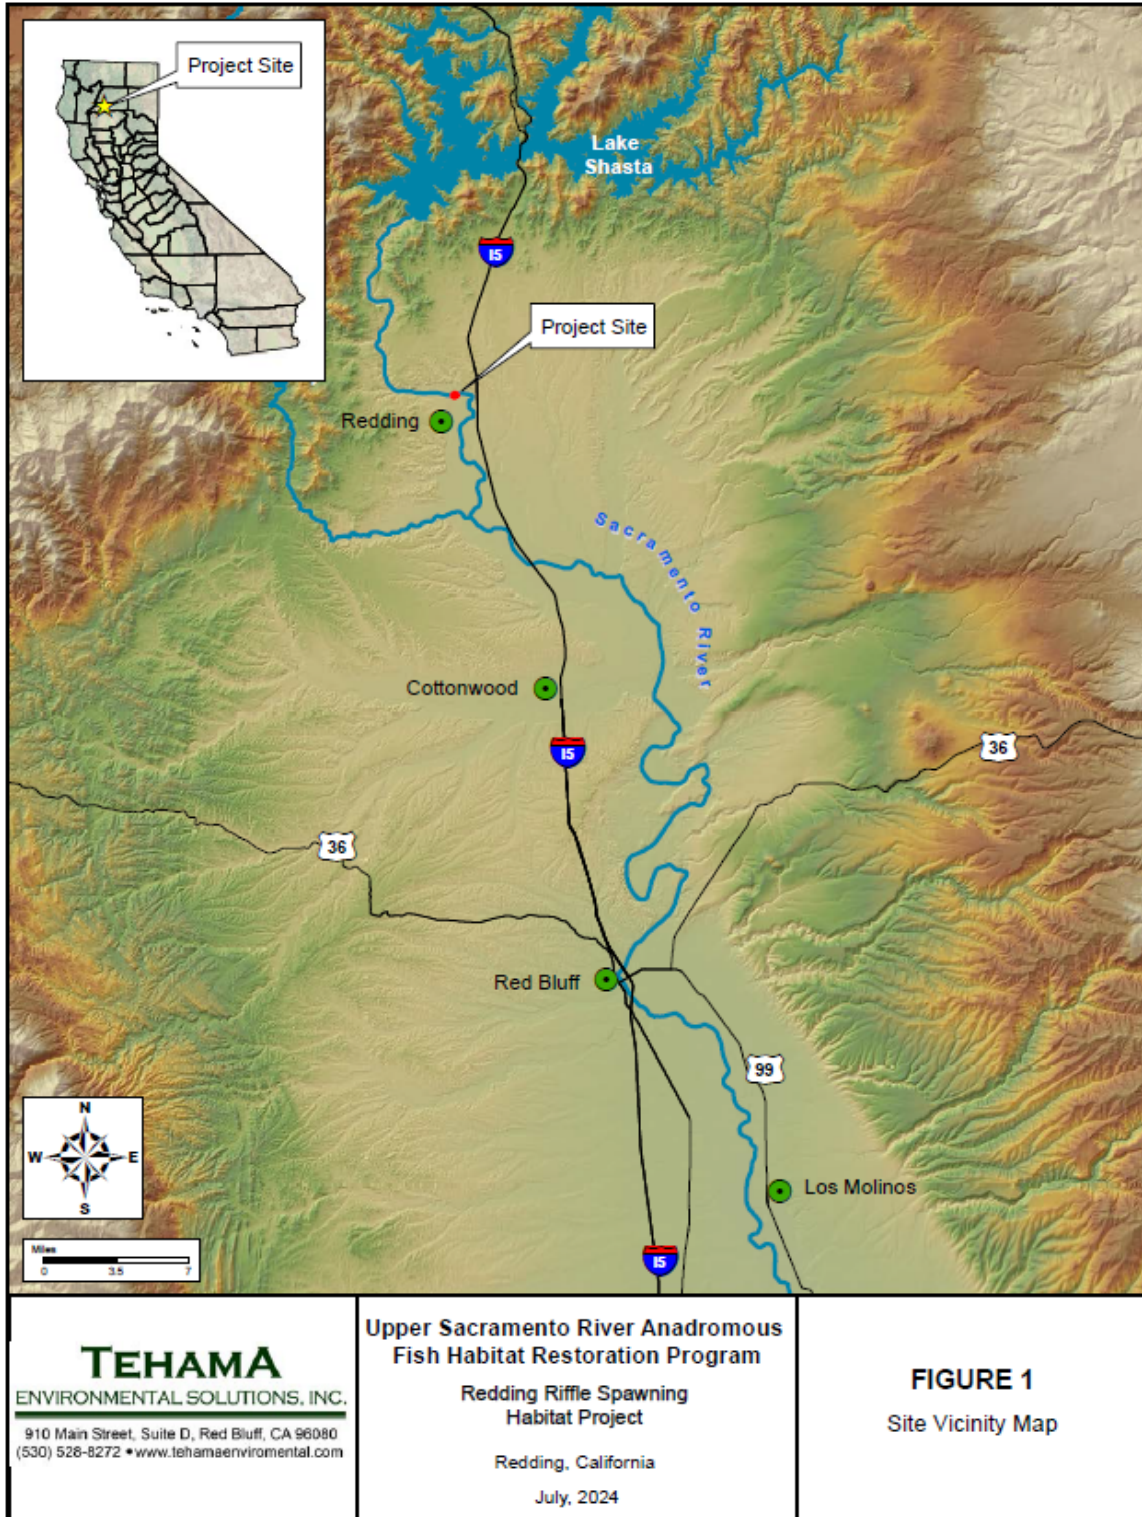 Project Site
Lake
Shasta
I5
Project Site
Redding
Sacramento River
Cottonwood
I5
36
36
Red Bluff
99
Los Molinos
N
W
E
S
Miles
0
3.5
7
I5
TEHAMA
ENVIRONMENTAL SOLUTIONS, INC.
910 Main Street, Suite D, Red Bluff, CA 96080
(530) 528-8272 • www.tehamaenviromental.com
Upper Sacramento River Anadromous
Fish Habitat Restoration Program
Redding Riffle Spawning
Habitat Project
Redding, California
July, 2024
FIGURE 1
Site Vicinity Map